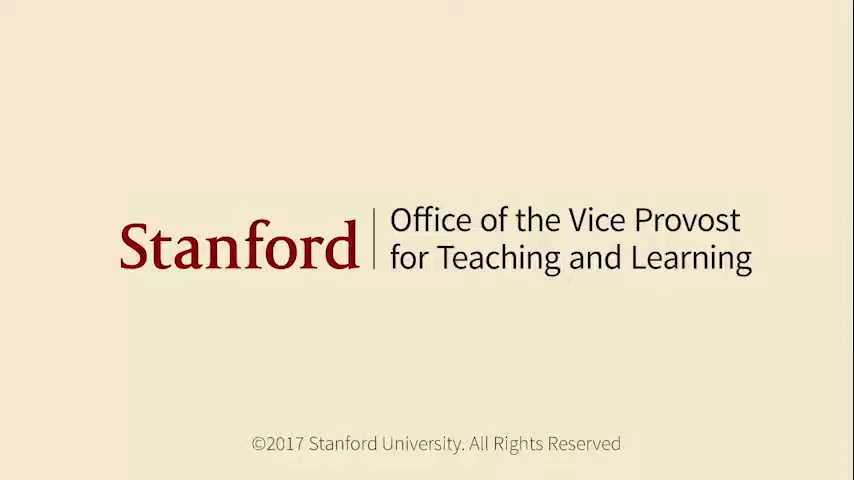 Stanford
Office of the Vice Provost
for Teaching and Learning
©2017 Stanford University. All Rights Reserved